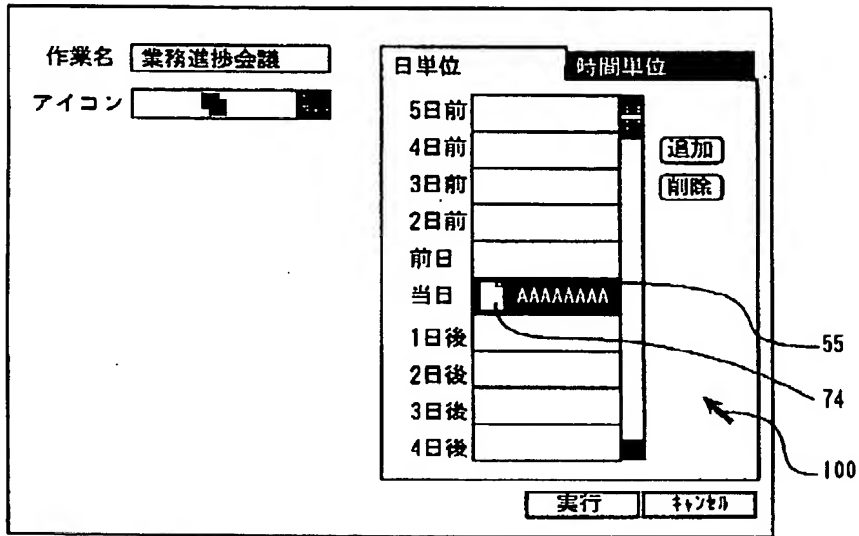 作業名 業務進捗会議
アイコン
日単位 時間単位
5日前
4日前
追加
3日前
削除
2日前
前日
当日 AAAAAAAA
1日後
55
2日後
74
3日後
4日後
100
実行 キャンセル